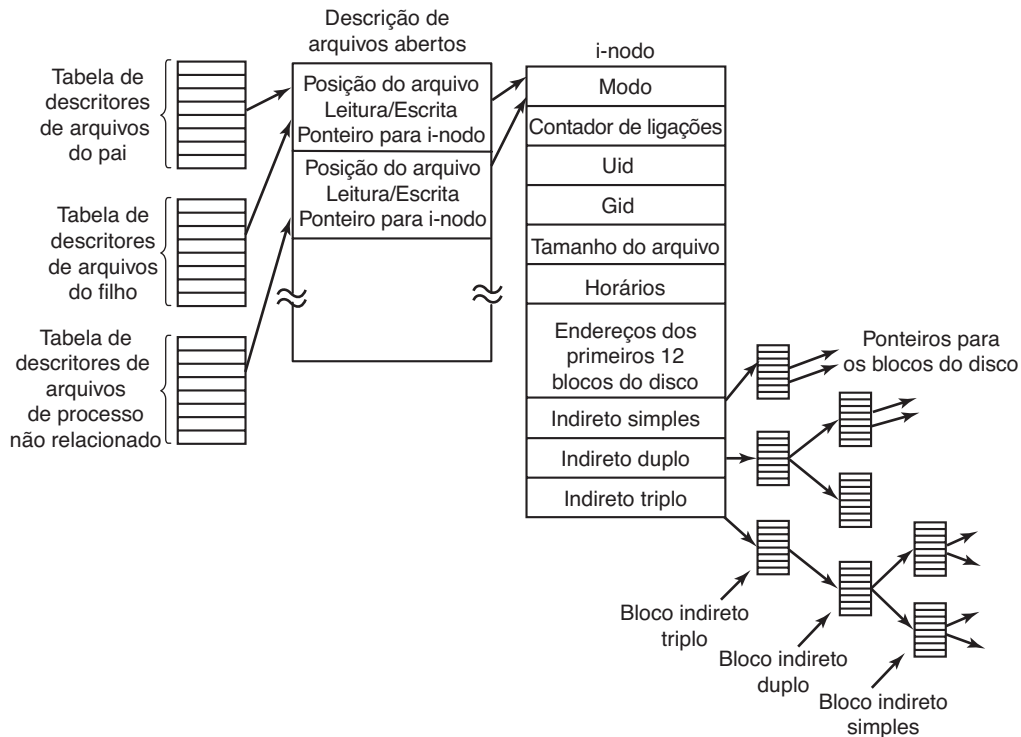 Descrição de
arquivos abertos
i-nodo
Tabela de
descritores
de arquivos
do pai
Tabela de
descritores
de arquivos
do filho
Tabela de
descritores de
arquivos
de processo
não relacionado
Posição do arquivo
Leitura/Escrita
Ponteiro para i-nodo
Posição do arquivo
Leitura/Escrita
Ponteiro para i-nodo
Modo
Contador de ligações
Uid
Gid
Tamanho do arquivo
Horários
Endereços dos
primeiros 12
blocos do disco
Indireto simples
Indireto duplo
Indireto triplo
Ponteiros para
os blocos do disco
Bloco indireto
triplo
Bloco indireto
duplo
Bloco indireto
simples